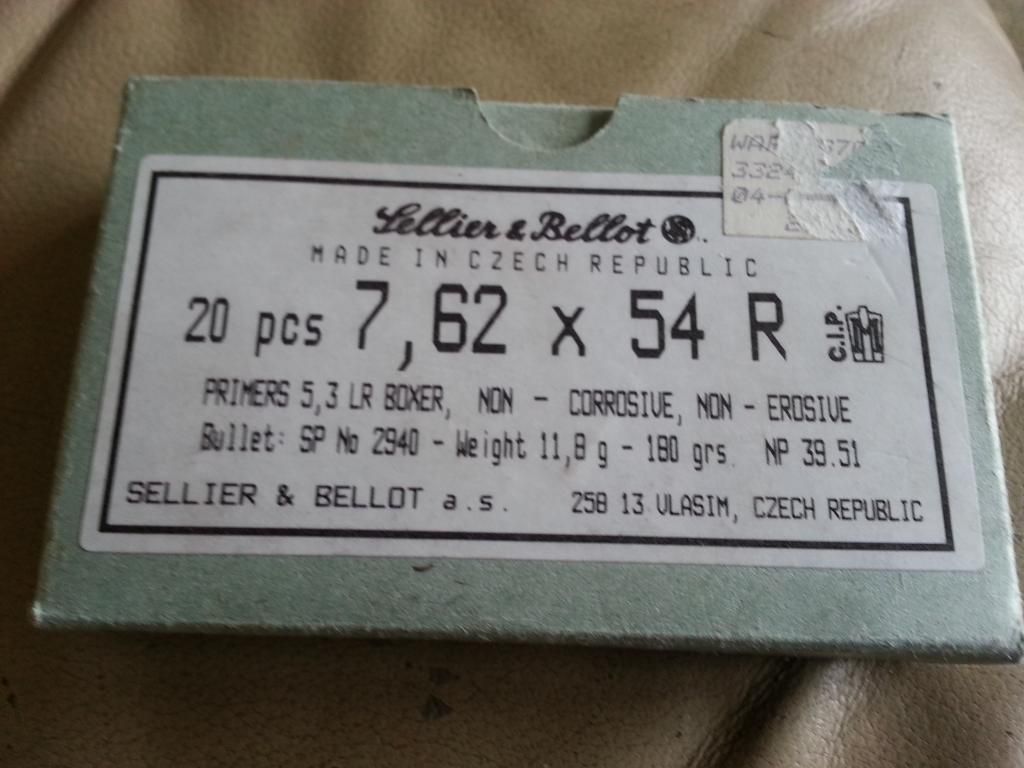 3324
04-
Sellier & Bellot
MADE IN CZECH REPUBLIC
20 pcs 7,62 x 54 R C.I.P.
PRIMERS 5,3 LR BOXER, NON - CORROSIVE, NON - EROSIVE
Bullet: SP No 2940 - Weight 11,8 g - 180 grs. NP 39.51
SELLIER & BELLOT a.s. 258 13 VLASIM, CZECH REPUBLIC